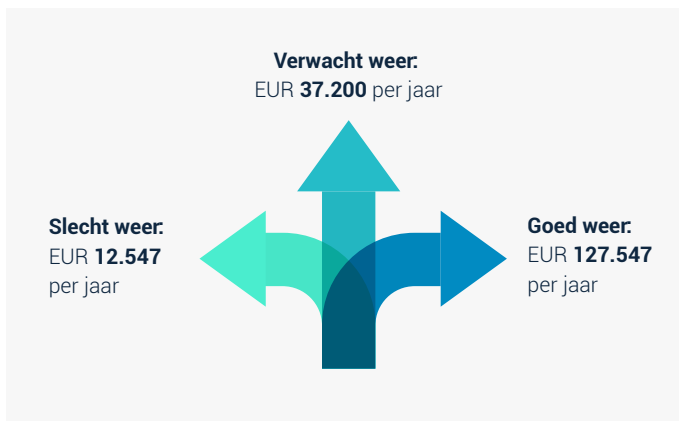 Verwacht weer:
EUR 37.200 per jaar
Slecht weer:
EUR 12.547
per jaar
Goed weer:
EUR 127.547
per jaar